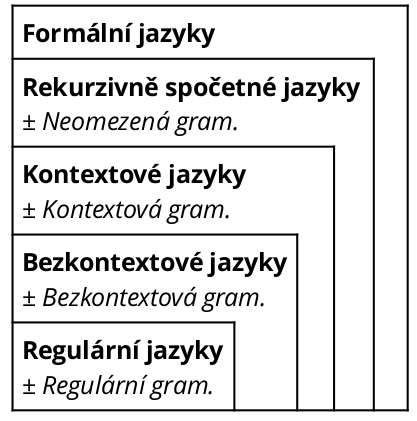 Formální jazyky
Rekurzivně spočetné jazyky
± Neomezená gram.
Kontextové jazyky
± Kontextová gram.
Bezkontextové jazyky
± Bezkontextová gram.
Regulární jazyky
± Regulární gram.